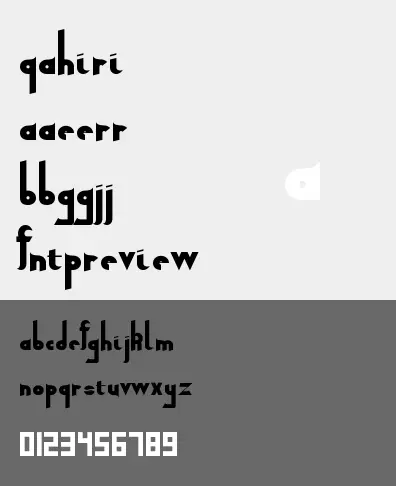 qahiri
aaeerr
bbggjj
fntpreview
a
abcdefghijklm
nopqrstuvwxyz
0123456789